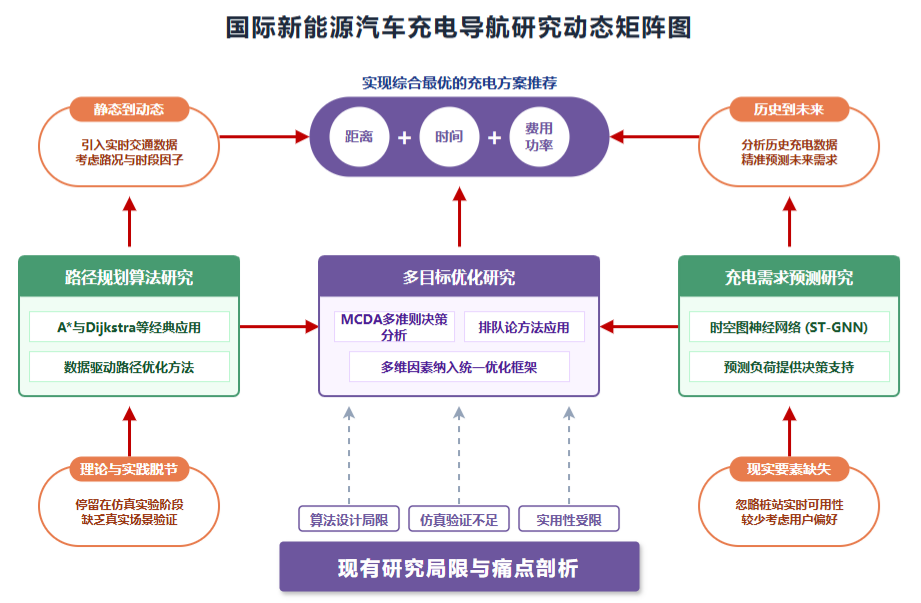 国际新能源汽车充电导航研究动态矩阵图
实现综合最优的充电方案推荐
静态到动态
引入实时交通数据
考虑路况与时段因子
距离
+
时间
+
费用
功率
历史到未来
分析历史充电数据
精准预测未来需求
路径规划算法研究
A*与Dijkstra等经典应用
数据驱动路径优化方法
多目标优化研究
MCDA多准则决策
分析
排队论方法应用
多维因素纳入统一优化框架
充电需求预测研究
时空图神经网络 (ST-GNN)
预测负荷提供决策支持
理论与实践脱节
停留在仿真实验阶段
缺乏真实场景验证
算法设计局限
仿真验证不足
实用性受限
现有研究局限与痛点剖析
现实要素缺失
忽略桩站实时可用性
较少考虑用户偏好